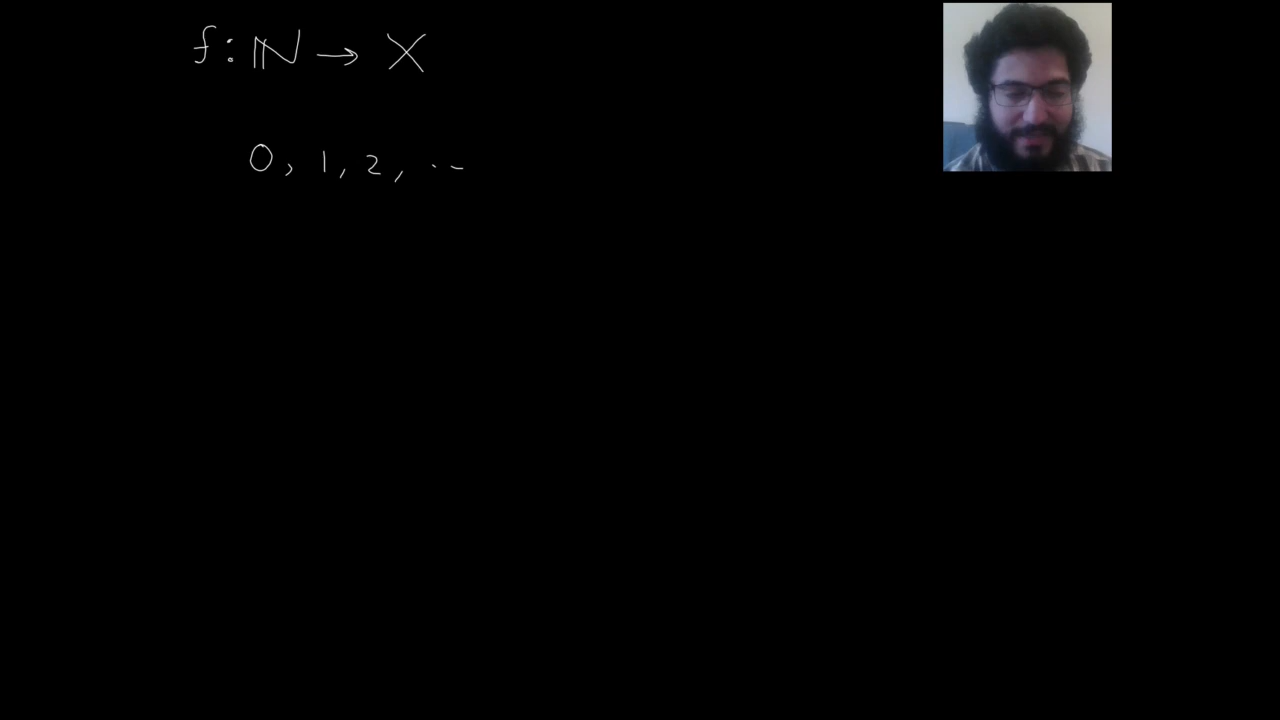 f: ℕ → X
0, 1, 2, ...